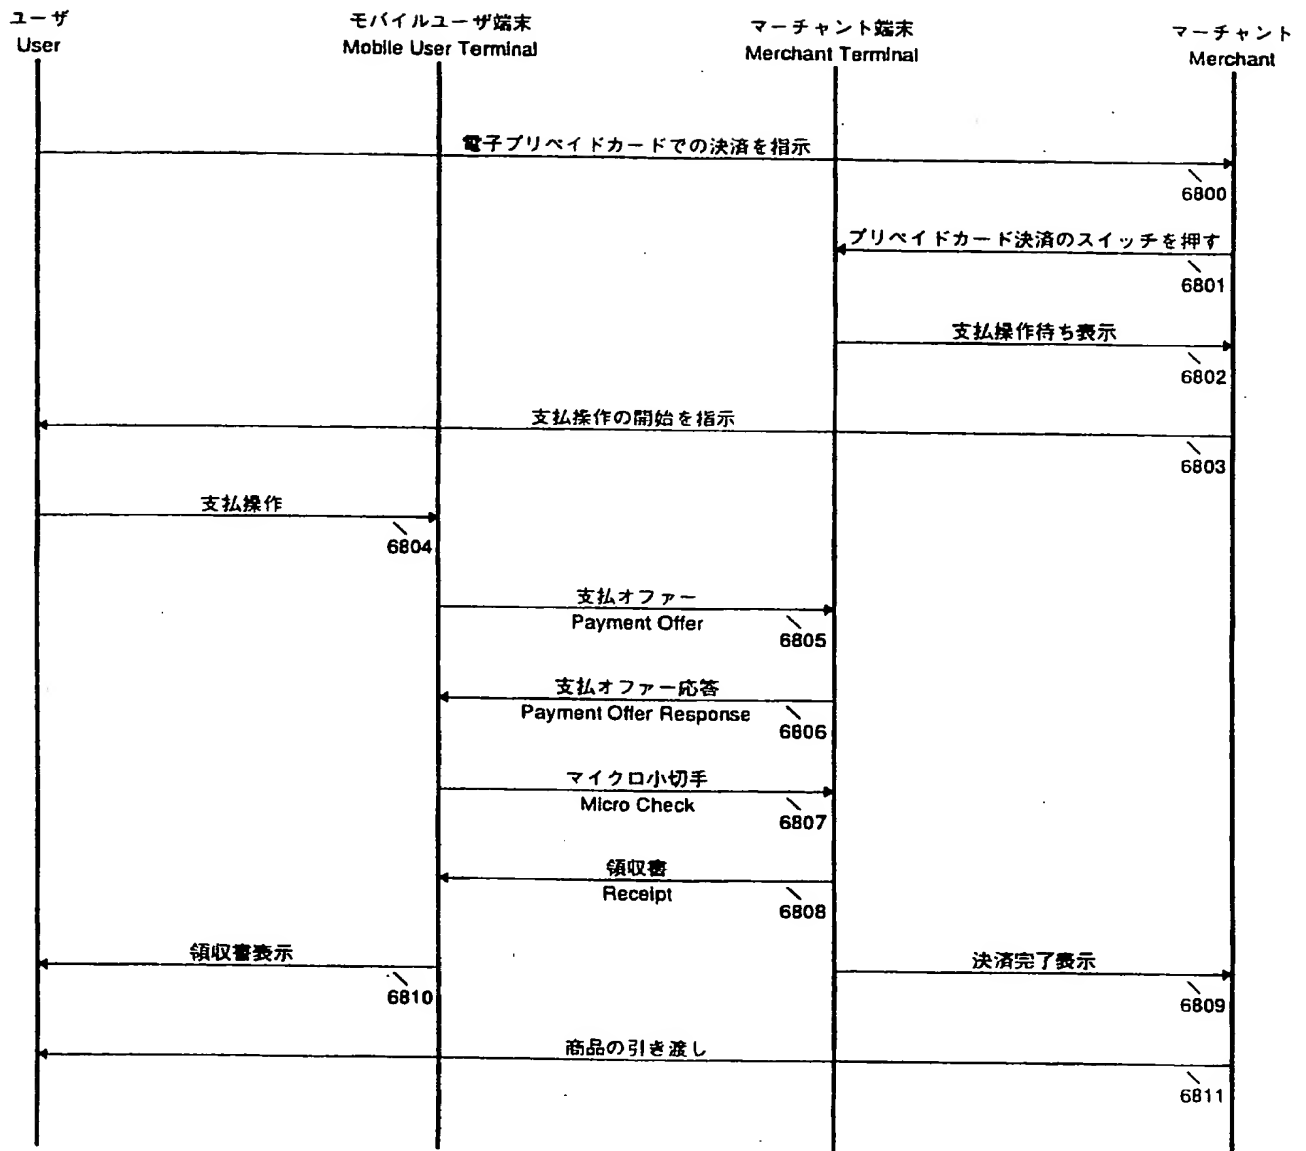 ユーザ
User
モバイルユーザ端末
Mobile User Terminal
マーチャント端末
Merchant Terminal
マーチャント
Merchant
電子プリペイドカードでの決済を指示
6800
プリペイドカード決済のスイッチを押す
6801
支払操作待ち表示
6802
支払操作の開始を指示
6803
支払操作
6804
支払オファー
Payment Offer
6805
支払オファー応答
Payment Offer Response
6806
マイクロ小切手
Micro Check
6807
領収書
Receipt
6808
領収書表示
6810
決済完了表示
6809
商品の引き渡し
6811